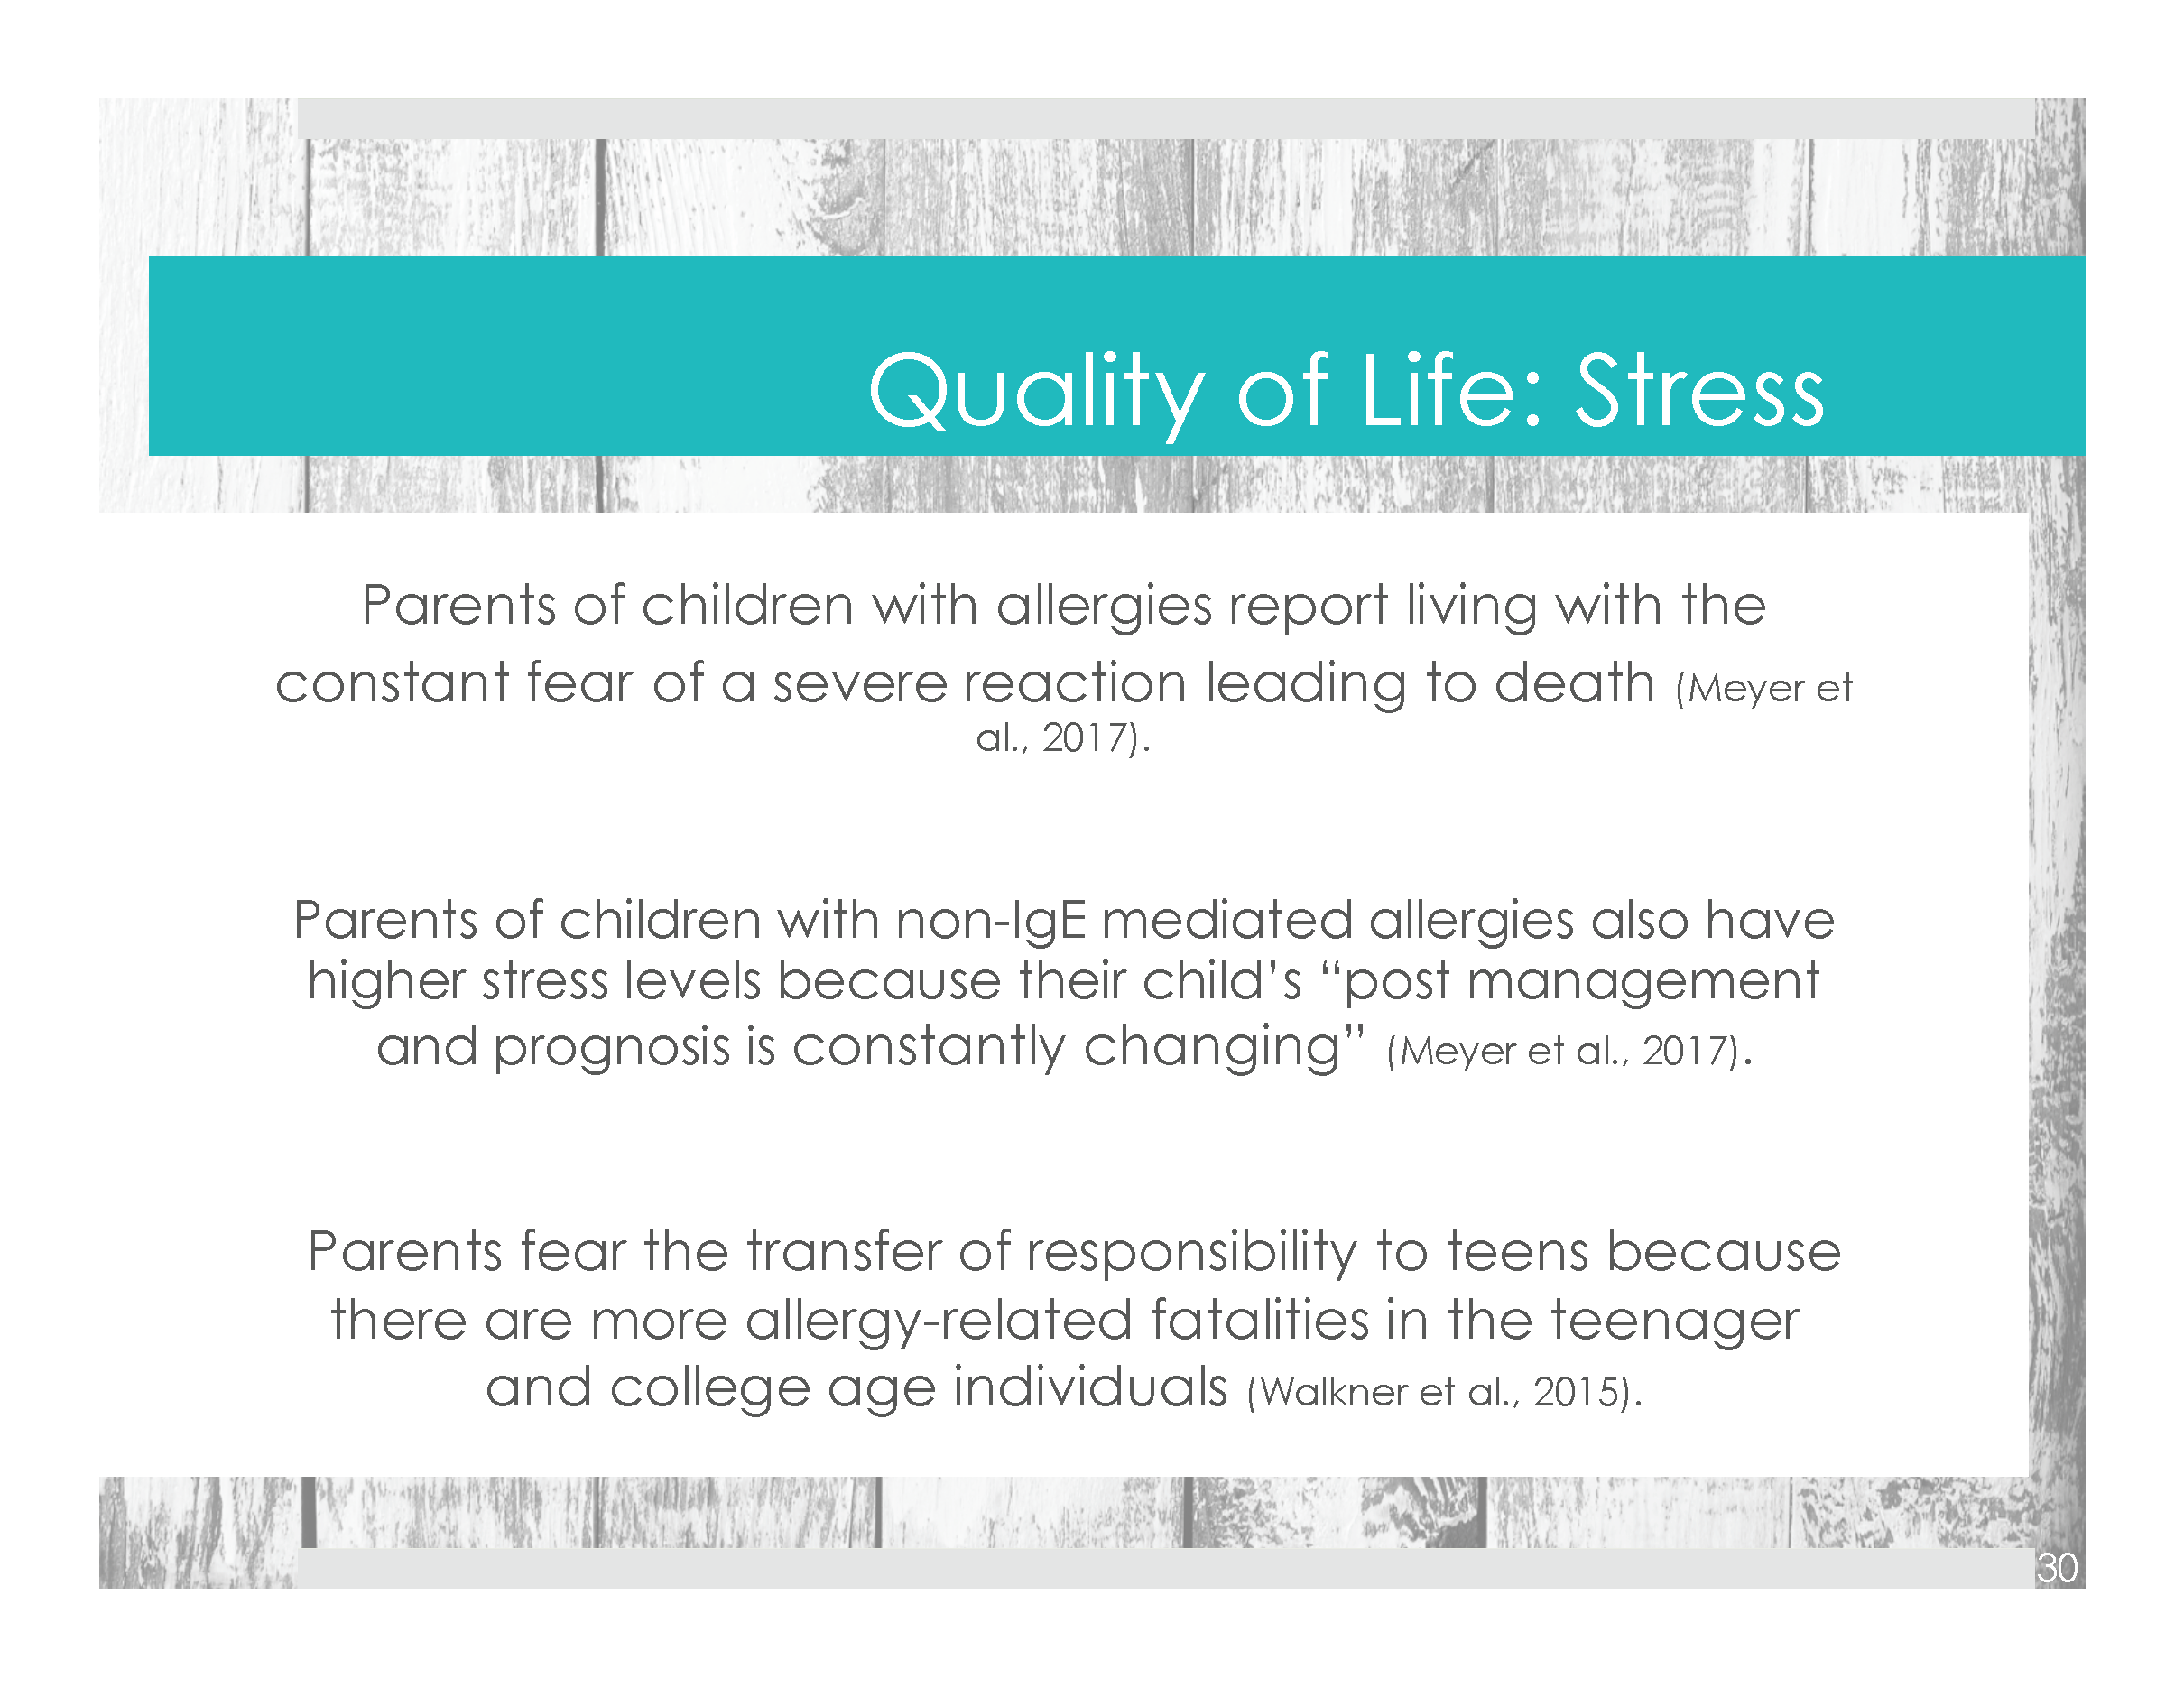 Quality of Life: Stress
Parents of children with allergies report living with the
constant fear of a severe reaction leading to death (Meyer et
al., 2017).
Parents of children with non-IgE mediated allergies also have
higher stress levels because their child’s “post management
and prognosis is constantly changing” (Meyer et al., 2017).
Parents fear the transfer of responsibility to teens because
there are more allergy-related fatalities in the teenager
and college age individuals (Walkner et al., 2015).
30